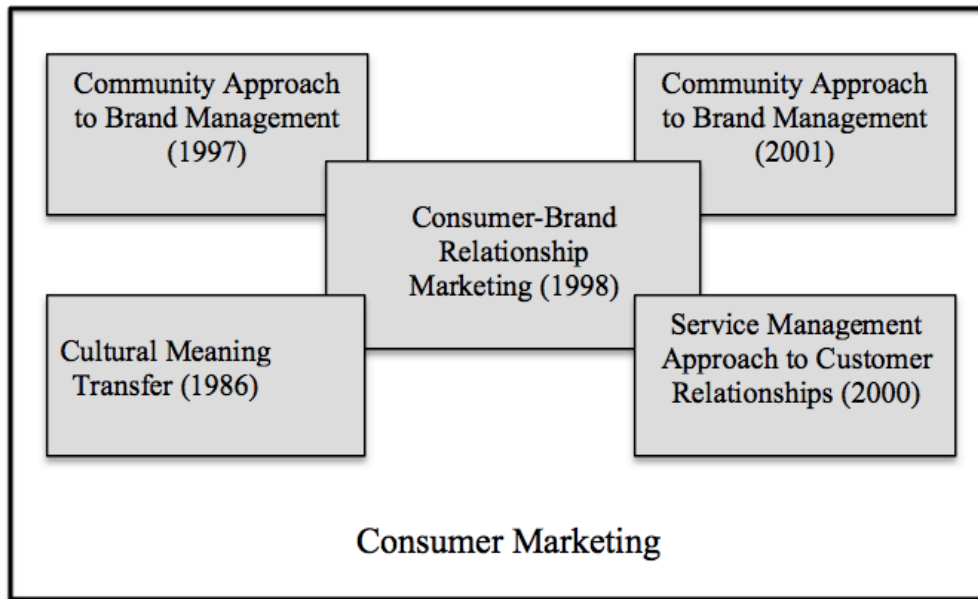 Community Approach
to Brand Management
(1997)
Community Approach
to Brand Management
(2001)
Consumer-Brand
Relationship
Marketing (1998)
Cultural Meaning
Transfer (1986)
Service Management
Approach to Customer
Relationships (2000)
Consumer Marketing